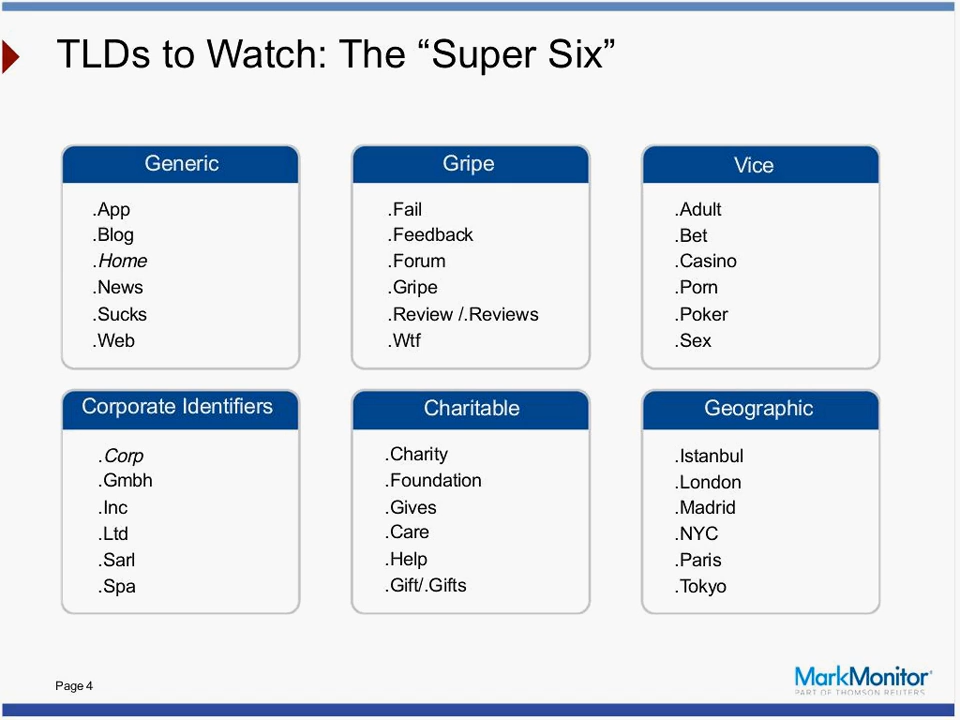 TLDs to Watch: The “Super Six”
Generic
.App
.Blog
.Home
.News
.Sucks
.Web
Gripe
.Fail
.Feedback
.Forum
.Gripe
.Review /.Reviews
.Wtf
Vice
.Adult
.Bet
.Casino
.Porn
.Poker
.Sex
Corporate Identifiers
.Corp
.Gmbh
.Inc
.Ltd
.Sarl
.Spa
Charitable
.Charity
.Foundation
.Gives
.Care
.Help
.Gift/.Gifts
Geographic
.Istanbul
.London
.Madrid
.NYC
.Paris
.Tokyo
Page 4
MarkMonitor
PART OF THOMSON REUTERS